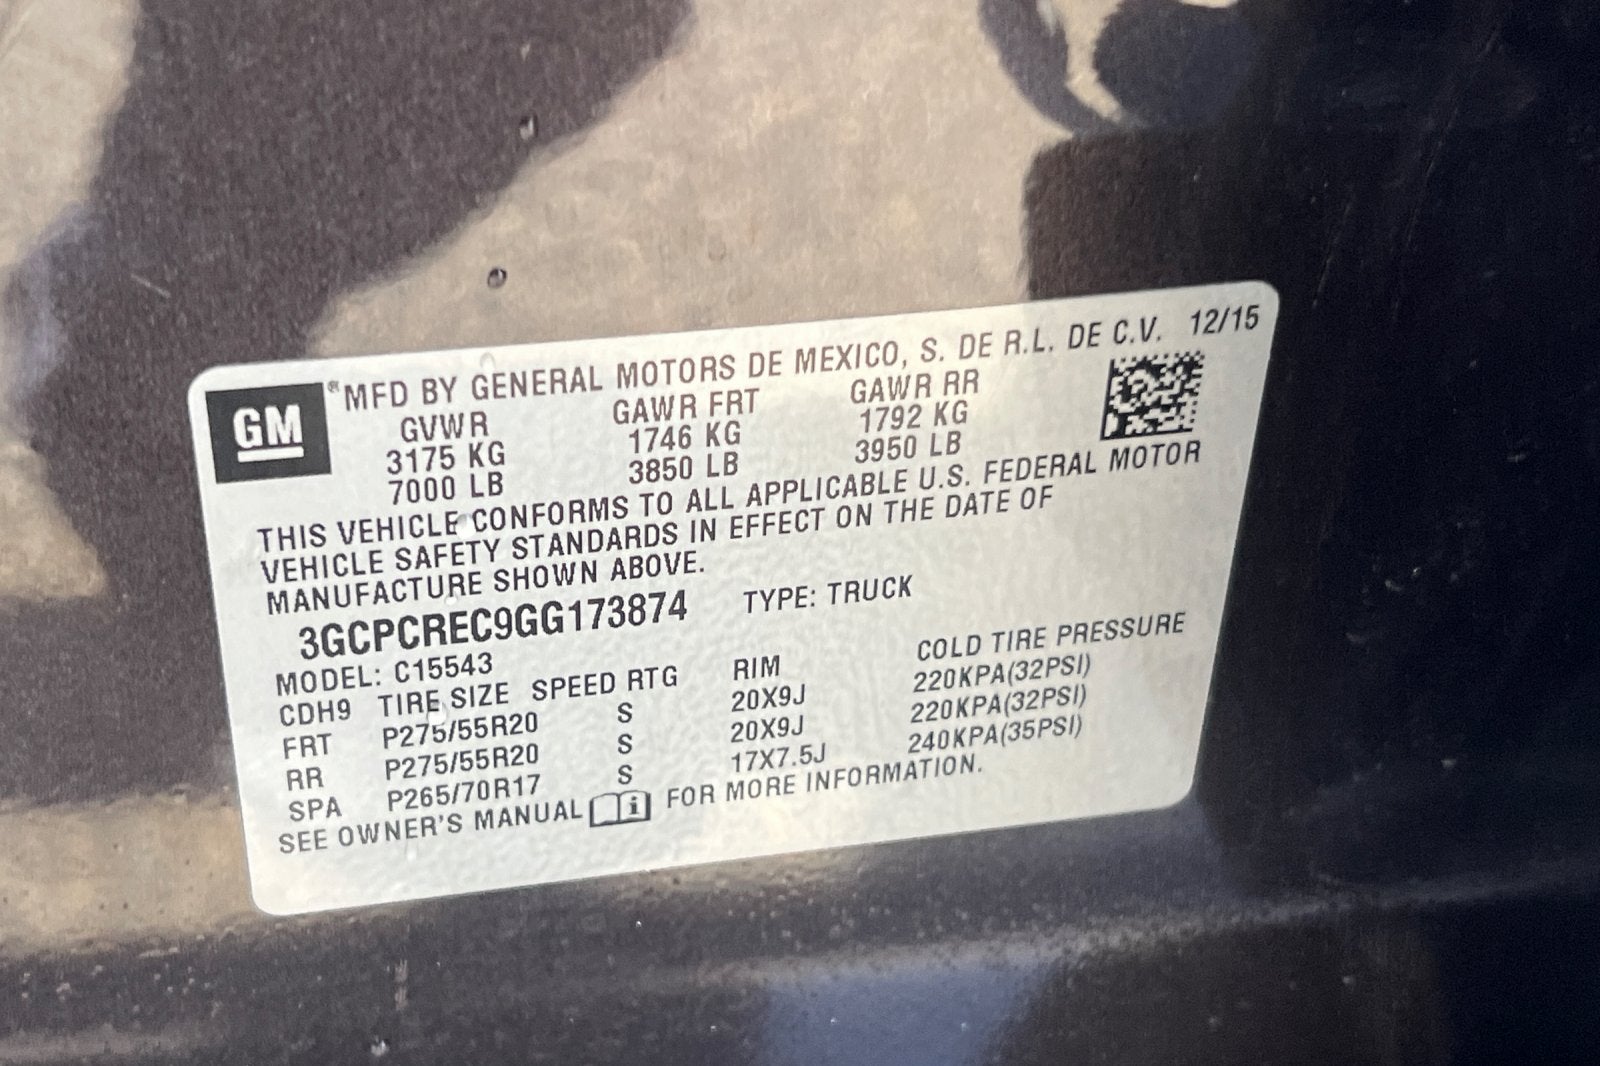 GM ® MFD BY GENERAL MOTORS DE MEXICO, S. DE R.L. DE C.V. 12/15
GVWR GAWR FRT GAWR RR
3175 KG 1746 KG 1792 KG
7000 LB 3850 LB 3950 LB
THIS VEHICLE CONFORMS TO ALL APPLICABLE U.S. FEDERAL MOTOR
VEHICLE SAFETY STANDARDS IN EFFECT ON THE DATE OF
MANUFACTURE SHOWN ABOVE.
3GCPCREC9GG173874 TYPE: TRUCK
MODEL: C15543
CDH9 TIRE SIZE SPEED RTG RIM COLD TIRE PRESSURE
FRT P275/55R20 S 20X9J 220KPA(32PSI)
RR P275/55R20 S 20X9J 220KPA(32PSI)
SPA P265/70R17 S 17X7.5J 240KPA(35PSI)
SEE OWNER'S MANUAL i FOR MORE INFORMATION.